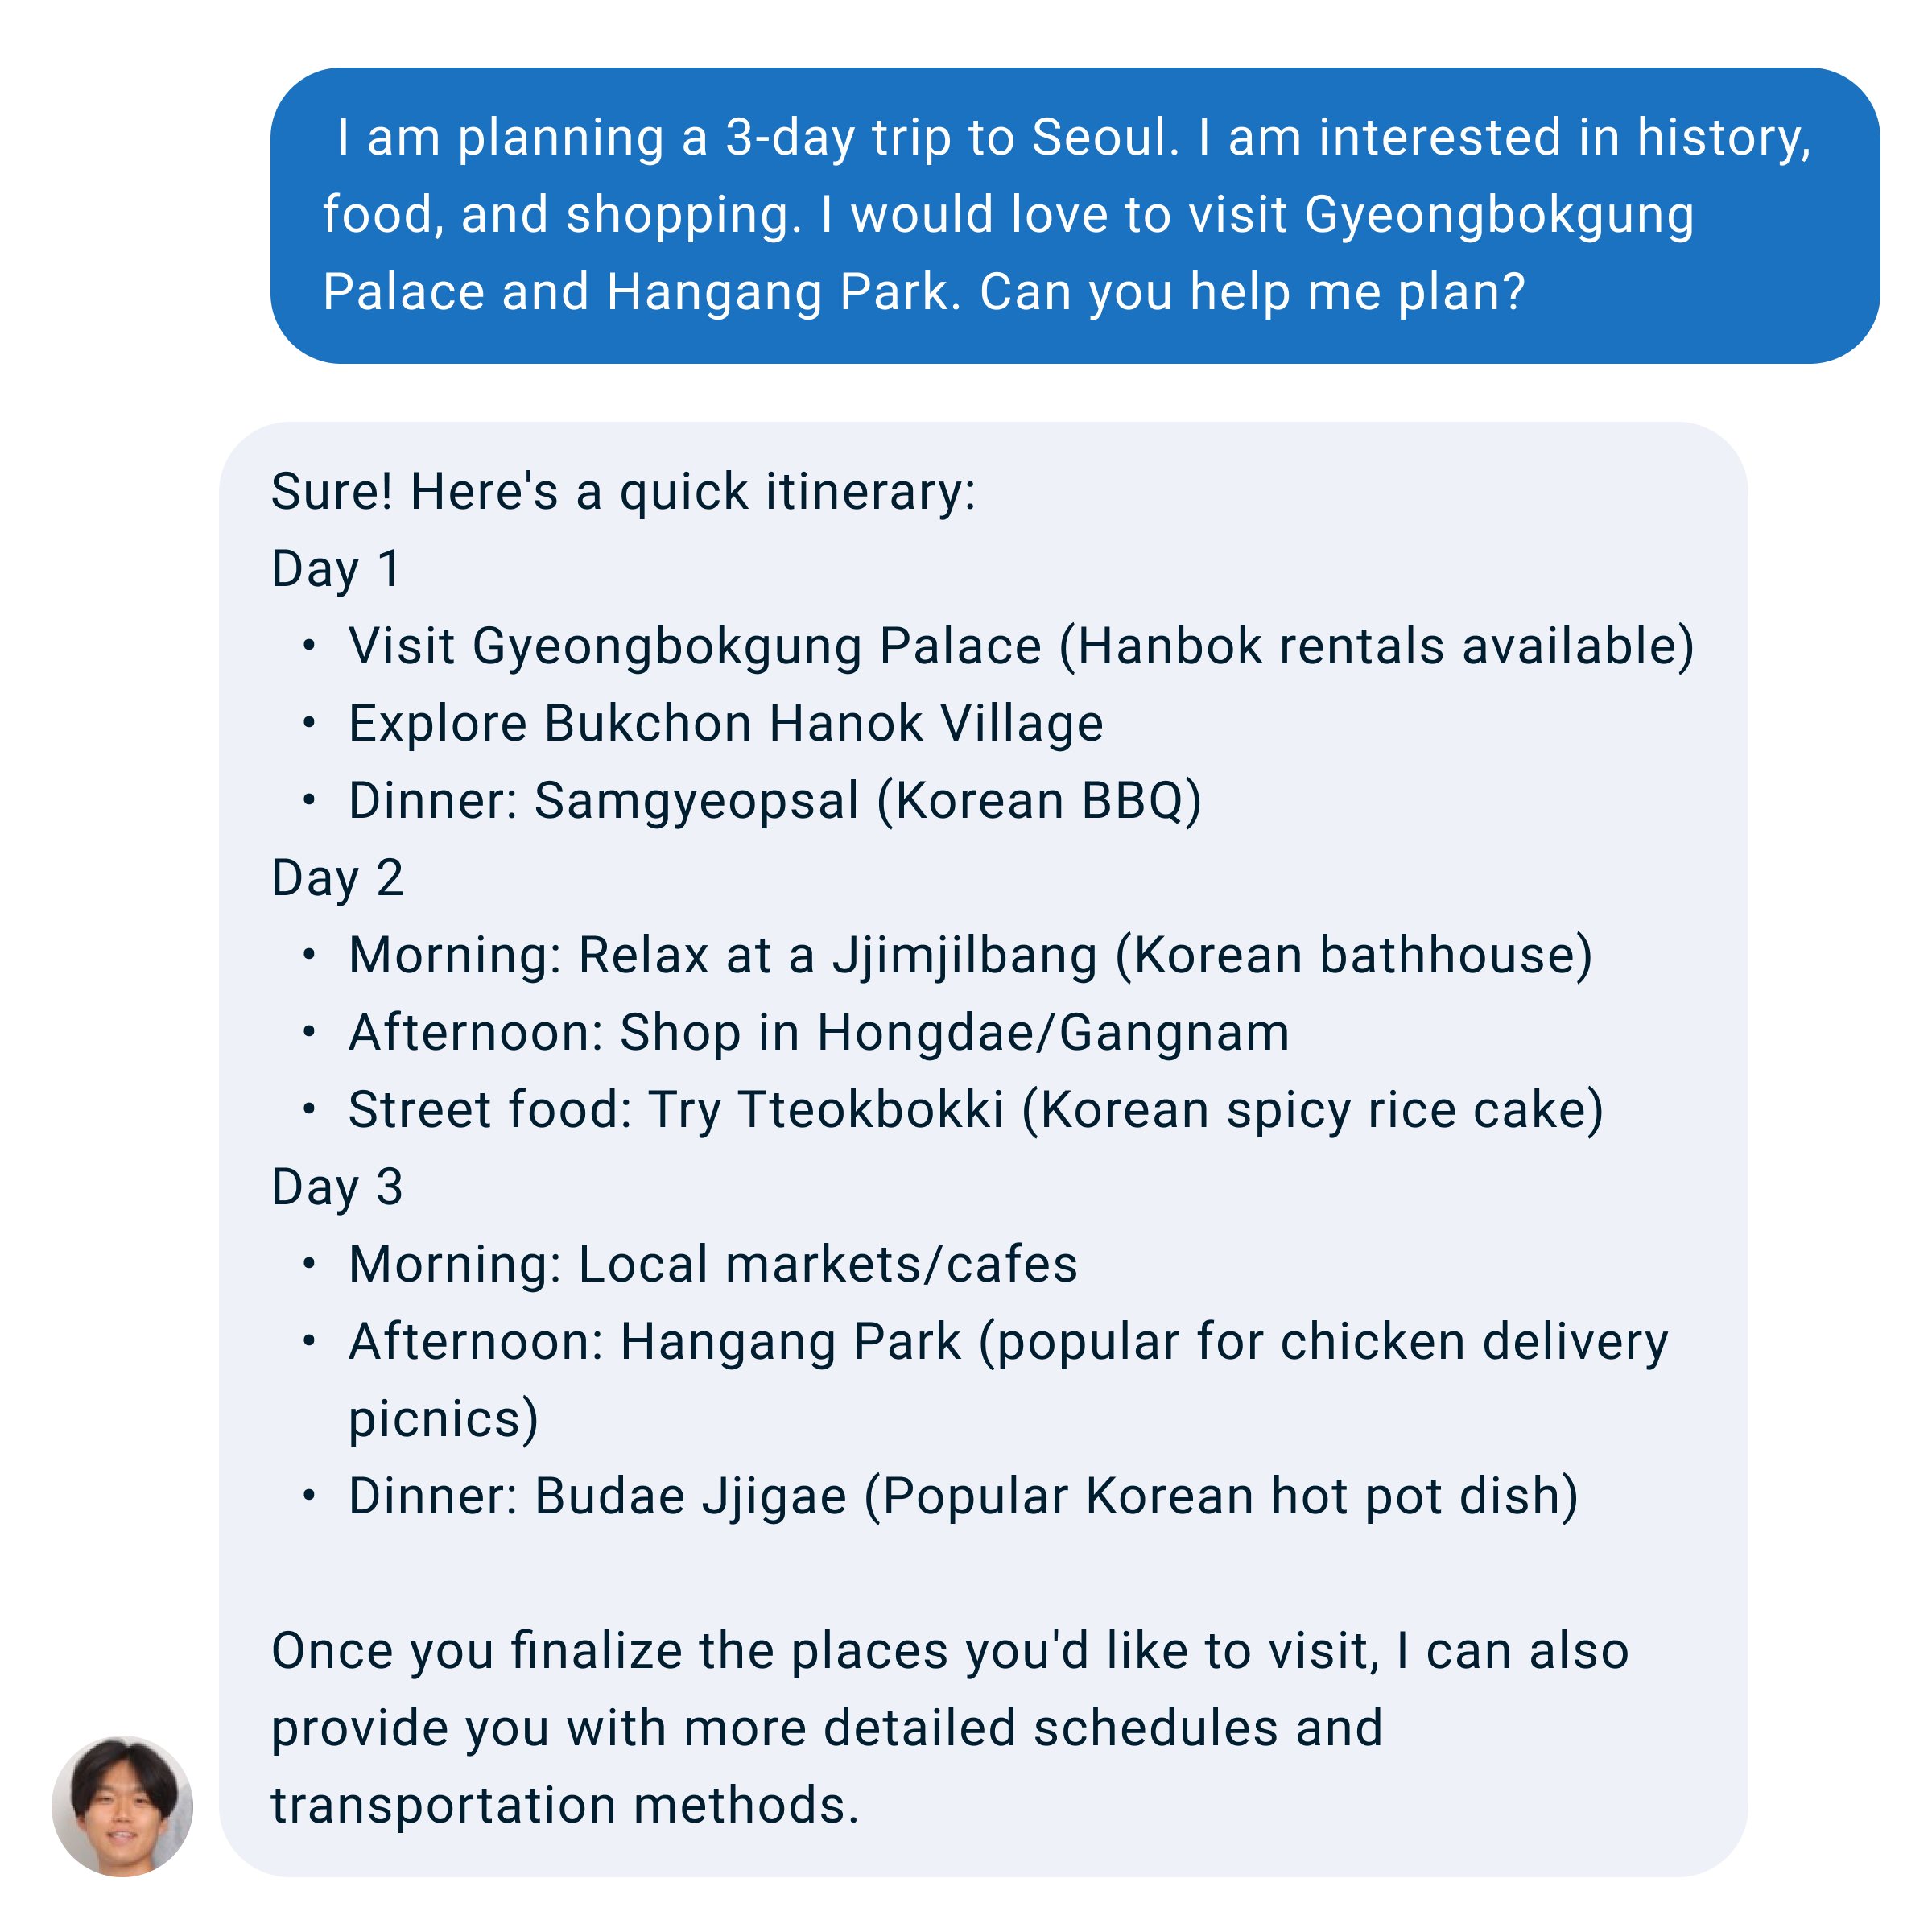 I am planning a 3-day trip to Seoul. I am interested in history,
food, and shopping. I would love to visit Gyeongbokgung
Palace and Hangang Park. Can you help me plan?
Sure! Here's a quick itinerary:
Day 1
• Visit Gyeongbokgung Palace (Hanbok rentals available)
• Explore Bukchon Hanok Village
• Dinner: Samgyeopsal (Korean BBQ)
Day 2
• Morning: Relax at a Jjimjilbang (Korean bathhouse)
• Afternoon: Shop in Hongdae/Gangnam
• Street food: Try Tteokbokki (Korean spicy rice cake)
Day 3
• Morning: Local markets/cafes
• Afternoon: Hangang Park (popular for chicken delivery
picnics)
• Dinner: Budae Jjigae (Popular Korean hot pot dish)
Once you finalize the places you'd like to visit, I can also
provide you with more detailed schedules and
transportation methods.